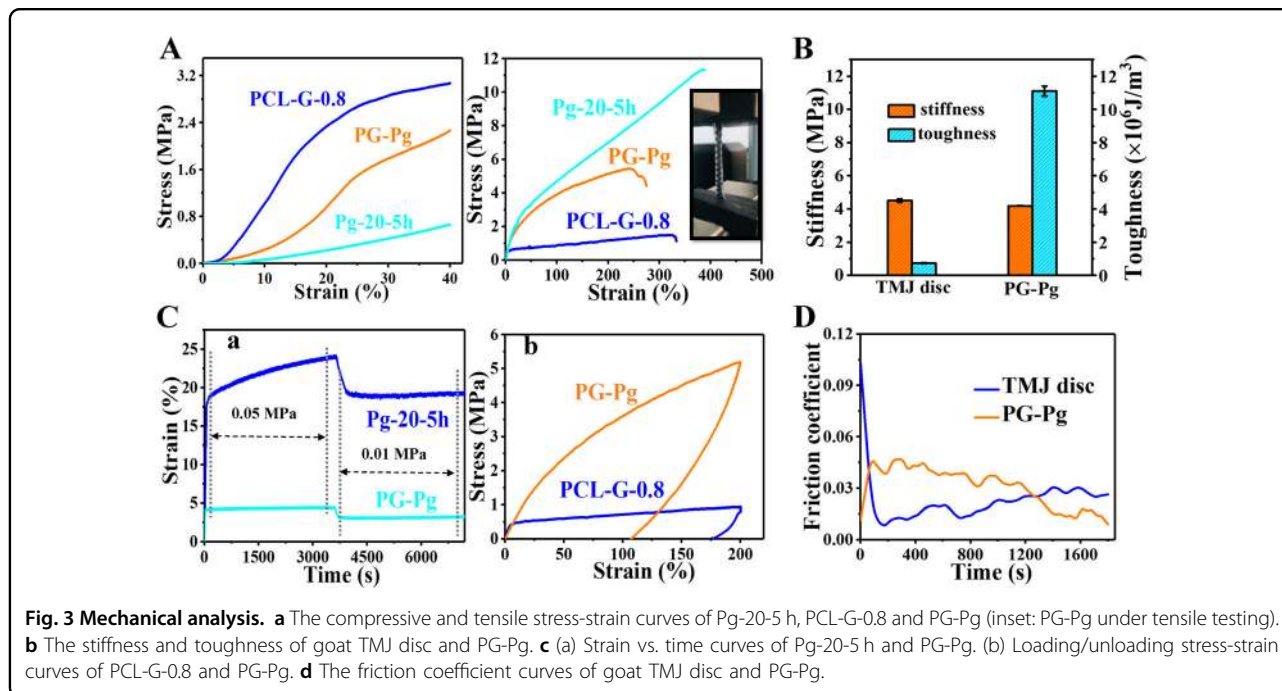 A
Stress (MPa)
3.2
2.4
1.6
0.8
0.0
PCL-G-0.8
PG-Pg
Pg-20-5h
0 10 20 30 40
Strain (%)
Stress (MPa)
12
10
8
6
4
2
0
Pg-20-5h
PG-Pg
PCL-G-0.8
0 100 200 300 400 500
Strain (%)
B
Stiffness (MPa)
12
10
8
6
4
2
0
stiffness
toughness
12
10
8
6
4
2
0
Toughness (×10⁶J/m³)
TMJ disc PG-Pg
C
a
Strain (%)
25
20
15
10
5
0
0.05 MPa
Pg-20-5h
0.01 MPa
PG-Pg
0 1500 3000 4500 6000
Time (s)
b
Stress (MPa)
6
5
4
3
2
1
0
PG-Pg
PCL-G-0.8
0 50 100 150 200
Strain (%)
D
Friction coefficient
0.12
0.09
0.06
0.03
0.00
TMJ disc
PG-Pg
0 400 800 1200 1600
Time (s)
Fig. 3 Mechanical analysis. a The compressive and tensile stress-strain curves of Pg-20-5 h, PCL-G-0.8 and PG-Pg (inset: PG-Pg under tensile testing).
b The stiffness and toughness of goat TMJ disc and PG-Pg. c (a) Strain vs. time curves of Pg-20-5 h and PG-Pg. (b) Loading/unloading stress-strain
curves of PCL-G-0.8 and PG-Pg. d The friction coefficient curves of goat TMJ disc and PG-Pg.